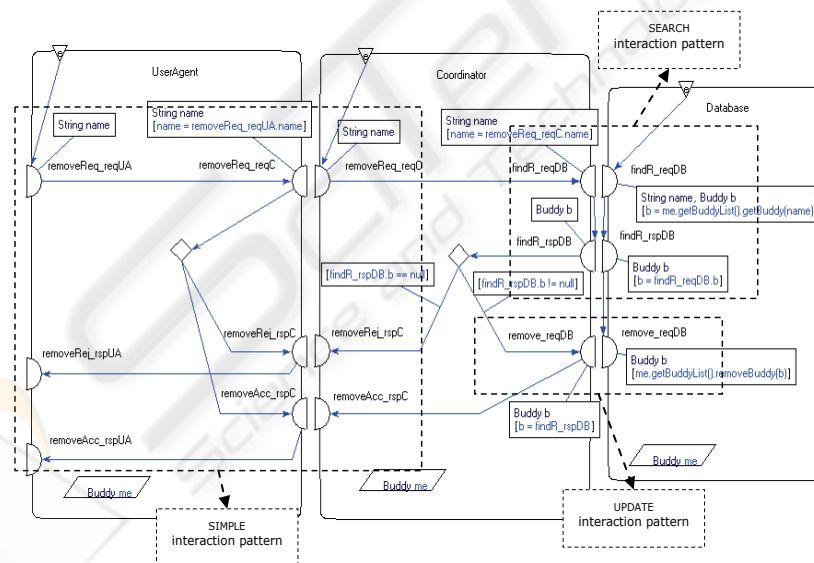 SEARCH
interaction pattern
e
e
e
UserAgent
Coordinator
Database
String name
String name
[name = removeReq_reqUA.name]
String name
String name
[name = removeReq_reqC.name]
removeReq_reqUA
removeReq_reqC
removeReq_reqC
findR_reqDB
findR_reqDB
String name, Buddy b
[b = me.getBuddyList().getBuddy(name)
Buddy b
findR_rspDB
findR_rspDB
[findR_rspDB.b == null]
[findR_rspDB.b != null]
Buddy b
[b = findR_reqDB.b]
removeRej_rspC
removeRej_rspC
remove_reqDB
remove_reqDB
removeRej_rspUA
Buddy b
[me.getBuddyList().removeBuddy(b)]
removeAcc_rspC
removeAcc_rspC
Buddy b
[b = findR_rspDB]
removeAcc_rspUA
Buddy me
Buddy me
Buddy me
SIMPLE
interaction pattern
UPDATE
interaction pattern